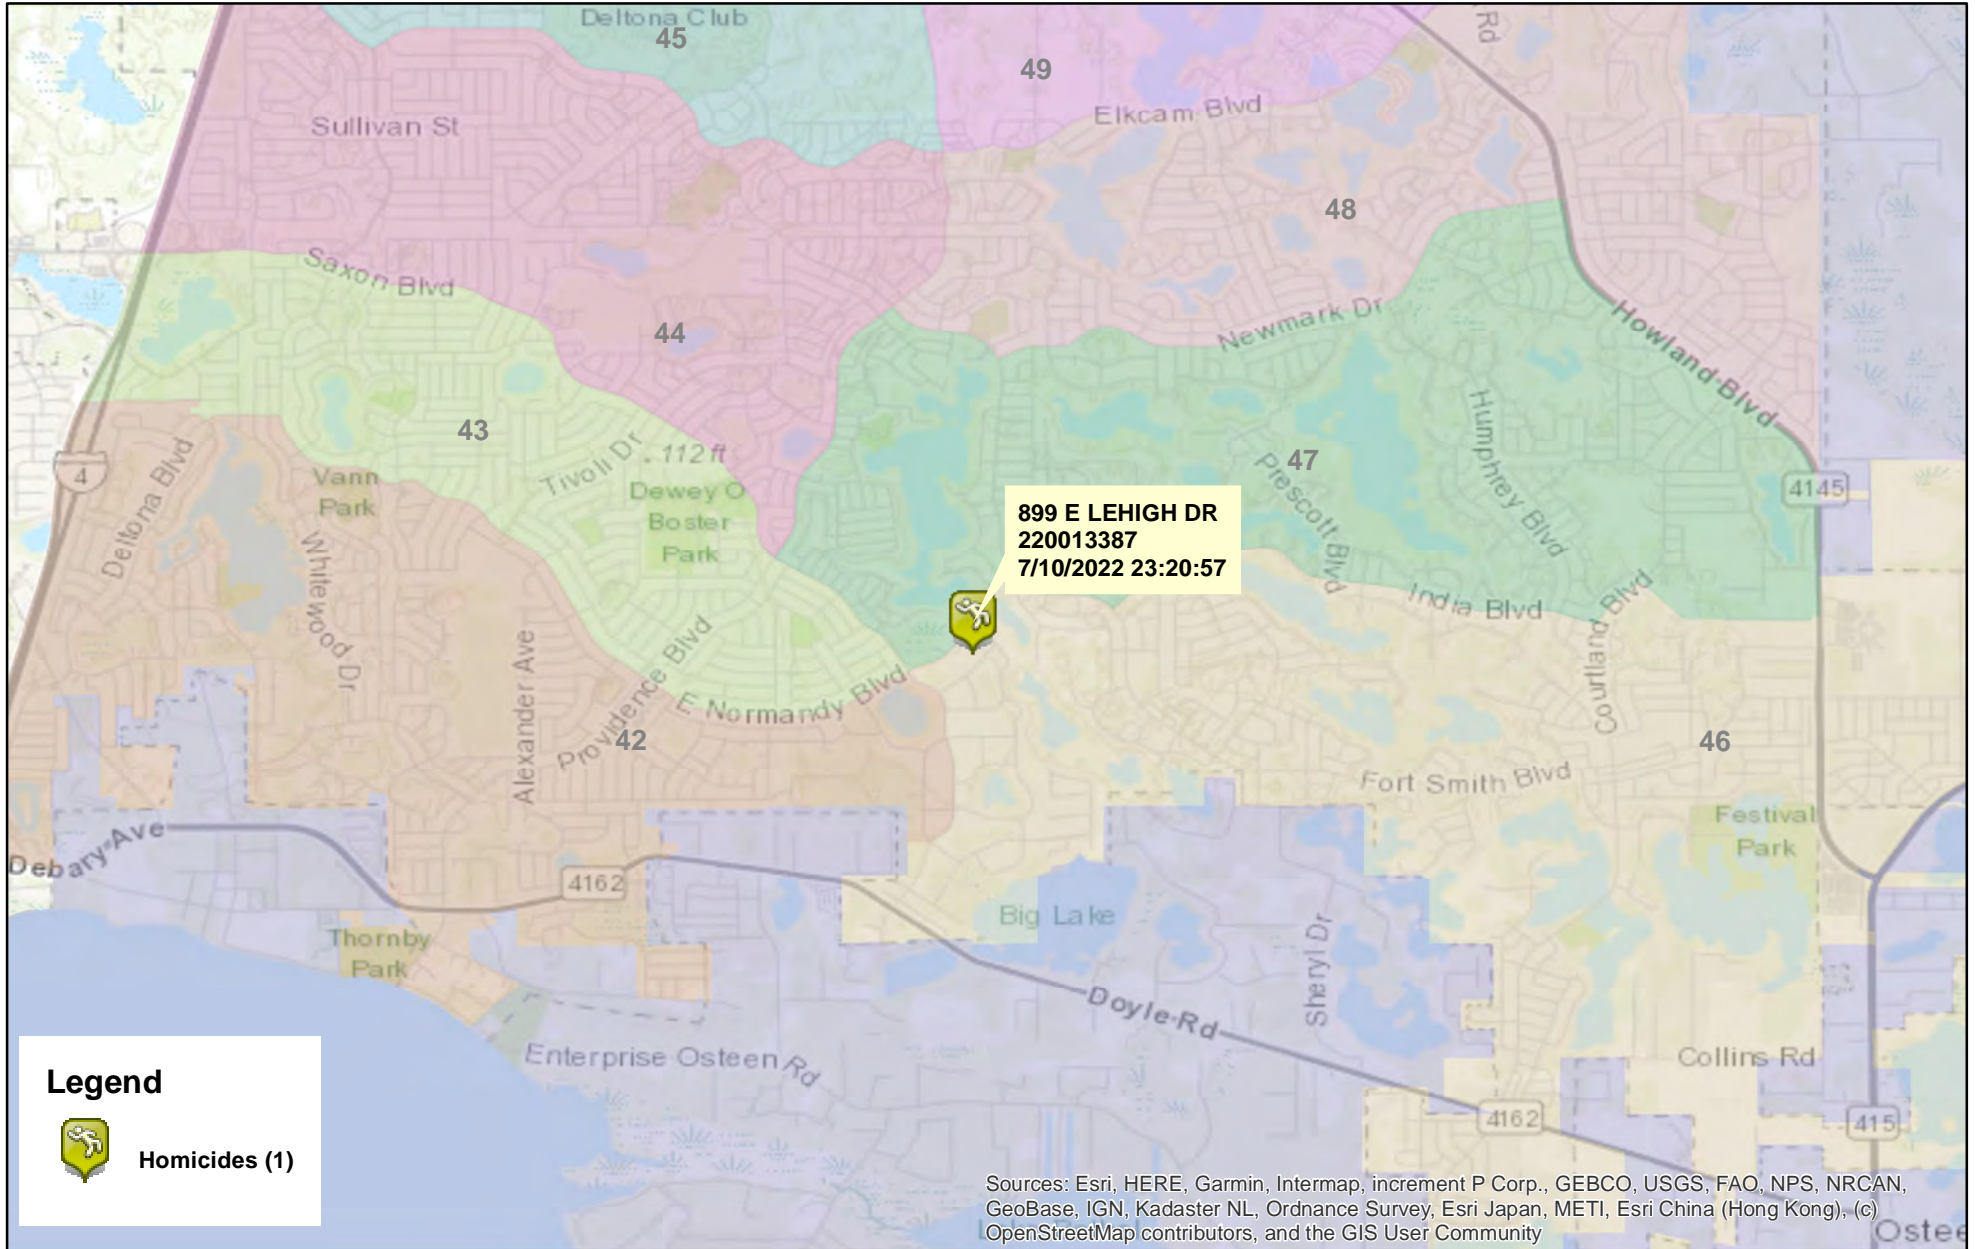 Deltona Club
45
49
Rd
Elkcam Blvd
Sullivan St
48
Saxon Blvd
44
Newmark Dr
Howland Blvd
43
Tivoli Dr
112 ft
Humphrey Blvd
47
4
Deltona Blvd
Vann
Park
Dewey O
Boster
Park
Prescott Blvd
4145
899 E LEHIGH DR
220013387
7/10/2022 23:20:57
Whitewood Dr
India Blvd
Courtland Blvd
Alexander Ave
Providence Blvd
E Normandy Blvd
42
46
Fort Smith Blvd
Festival
Park
Debary Ave
4162
Big Lake
Sheryl Dr
Thornby
Park
Doyle Rd
Enterprise Osteen Rd
Collins Rd
4162
415
Legend
Homicides (1)
Sources: Esri, HERE, Garmin, Intermap, increment P Corp., GEBCO, USGS, FAO, NPS, NRCAN,
GeoBase, IGN, Kadaster NL, Ordnance Survey, Esri Japan, METI, Esri China (Hong Kong), (c)
OpenStreetMap contributors, and the GIS User Community
Ostee